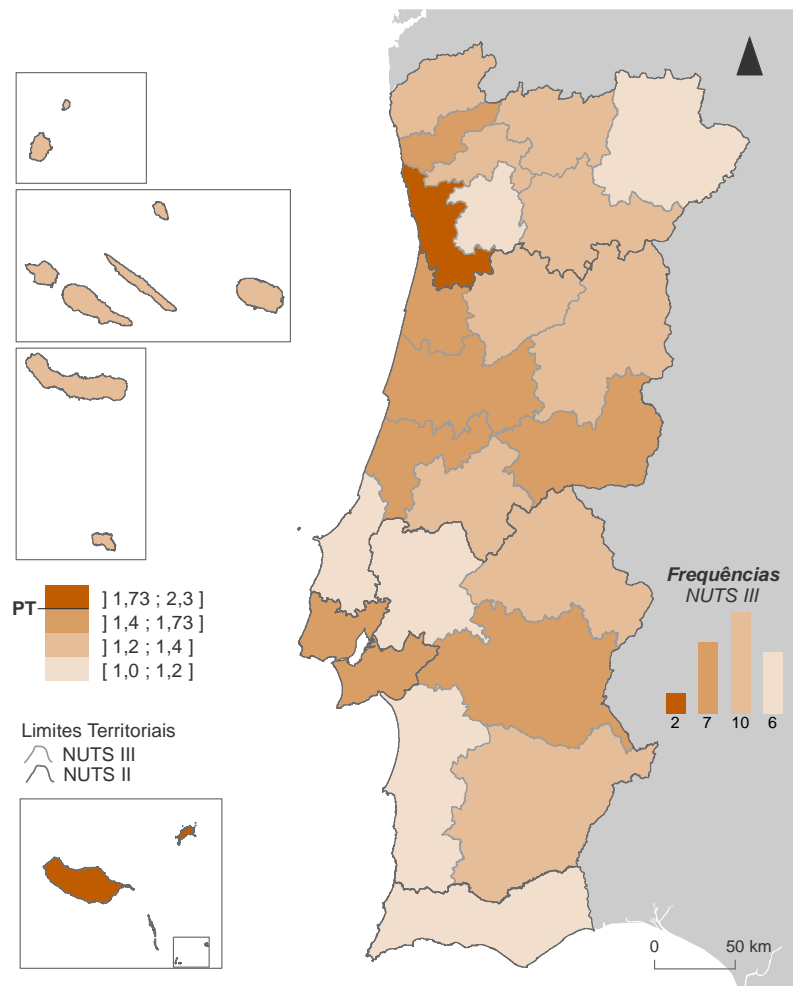 PT
] 1,73 ; 2,3 ]
] 1,4 ; 1,73 ]
] 1,2 ; 1,4 ]
[ 1,0 ; 1,2 ]
Limites Territoriais
NUTS III
NUTS II
Frequências
NUTS III
2 7 10 6
0 50 km